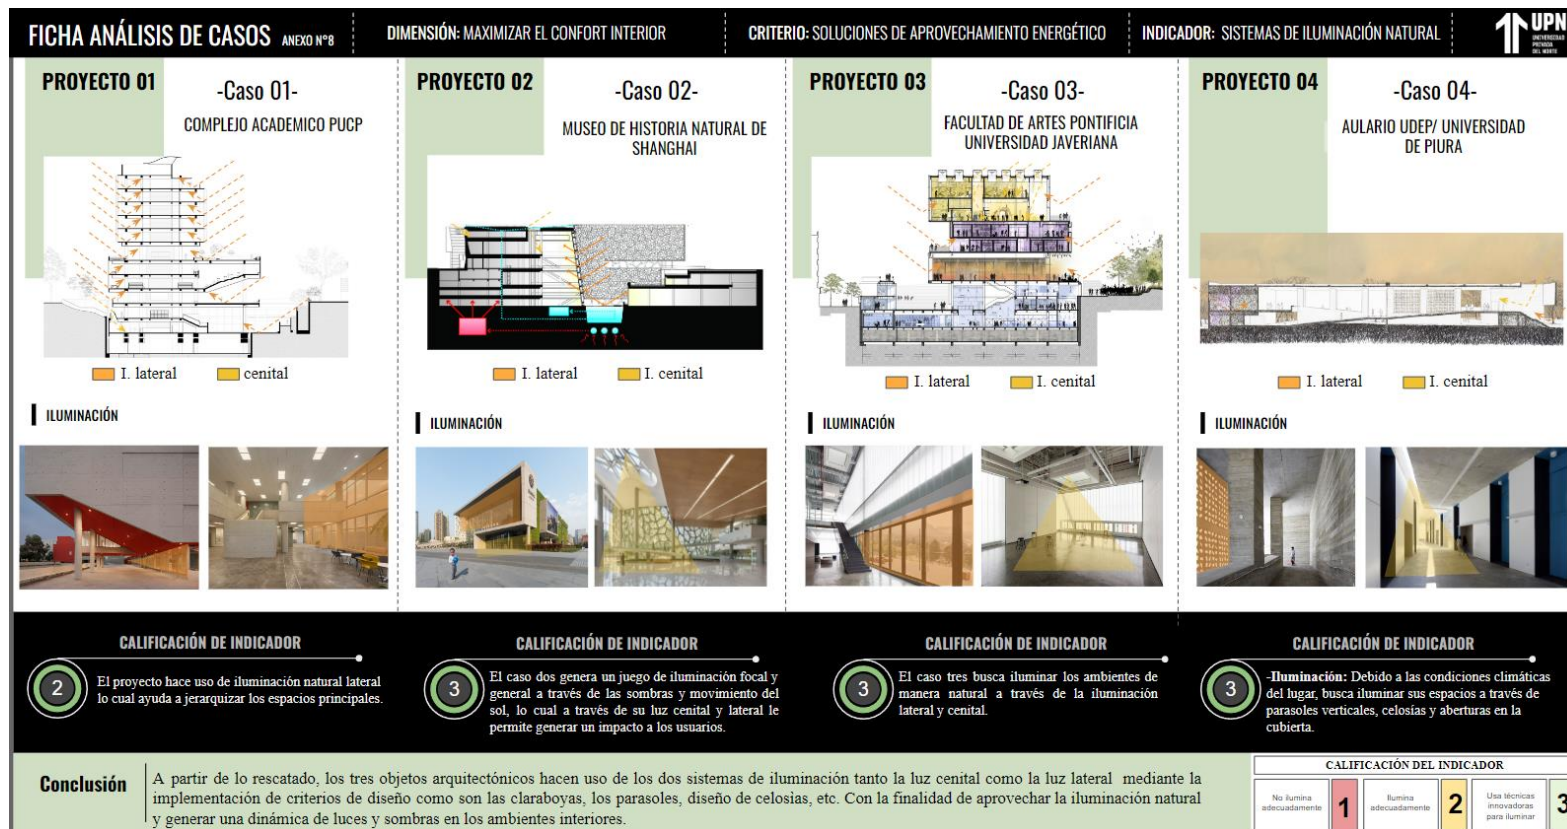 FICHA ANÁLISIS DE CASOS ANEXO N°8
DIMENSIÓN: MAXIMIZAR EL CONFORT INTERIOR
CRITERIO: SOLUCIONES DE APROVECHAMIENTO ENERGÉTICO
INDICADOR: SISTEMAS DE ILUMINACIÓN NATURAL
UPN
UNIVERSIDAD
PRIVADA
DEL NORTE
PROYECTO 01
-Caso 01-
COMPLEJO ACADEMICO PUCP
I. lateral
cenital
ILUMINACIÓN
PROYECTO 02
-Caso 02-
MUSEO DE HISTORIA NATURAL DE
SHANGHAI
I. lateral
I. cenital
ILUMINACIÓN
PROYECTO 03
-Caso 03-
FACULTAD DE ARTES PONTIFICIA
UNIVERSIDAD JAVERIANA
I. lateral
I. cenital
ILUMINACIÓN
PROYECTO 04
-Caso 04-
AULARIO UDEP/ UNIVERSIDAD
DE PIURA
I. lateral
I. cenital
ILUMINACIÓN
CALIFICACIÓN DE INDICADOR
2
El proyecto hace uso de iluminación natural lateral
lo cual ayuda a jerarquizar los espacios principales.
CALIFICACIÓN DE INDICADOR
3
El caso dos genera un juego de iluminación focal y
general a través de las sombras y movimiento del
sol, lo cual a través de su luz cenital y lateral le
permite generar un impacto a los usuarios.
CALIFICACIÓN DE INDICADOR
3
El caso tres busca iluminar los ambientes de
manera natural a través de la iluminación
lateral y cenital.
CALIFICACIÓN DE INDICADOR
3
-Iluminación: Debido a las condiciones climáticas
del lugar, busca iluminar sus espacios a través de
parasoles verticales, celosías y aberturas en la
cubierta.
Conclusión
A partir de lo rescatado, los tres objetos arquitectónicos hacen uso de los dos sistemas de iluminación tanto la luz cenital como la luz lateral mediante la
implementación de criterios de diseño como son las claraboyas, los parasoles, diseño de celosías, etc. Con la finalidad de aprovechar la iluminación natural
y generar una dinámica de luces y sombras en los ambientes interiores.
CALIFICACIÓN DEL INDICADOR
No ilumina
adecuadamente
1
Ilumina
adecuadamente
2
Usa técnicas
innovadoras
para iluminar
3